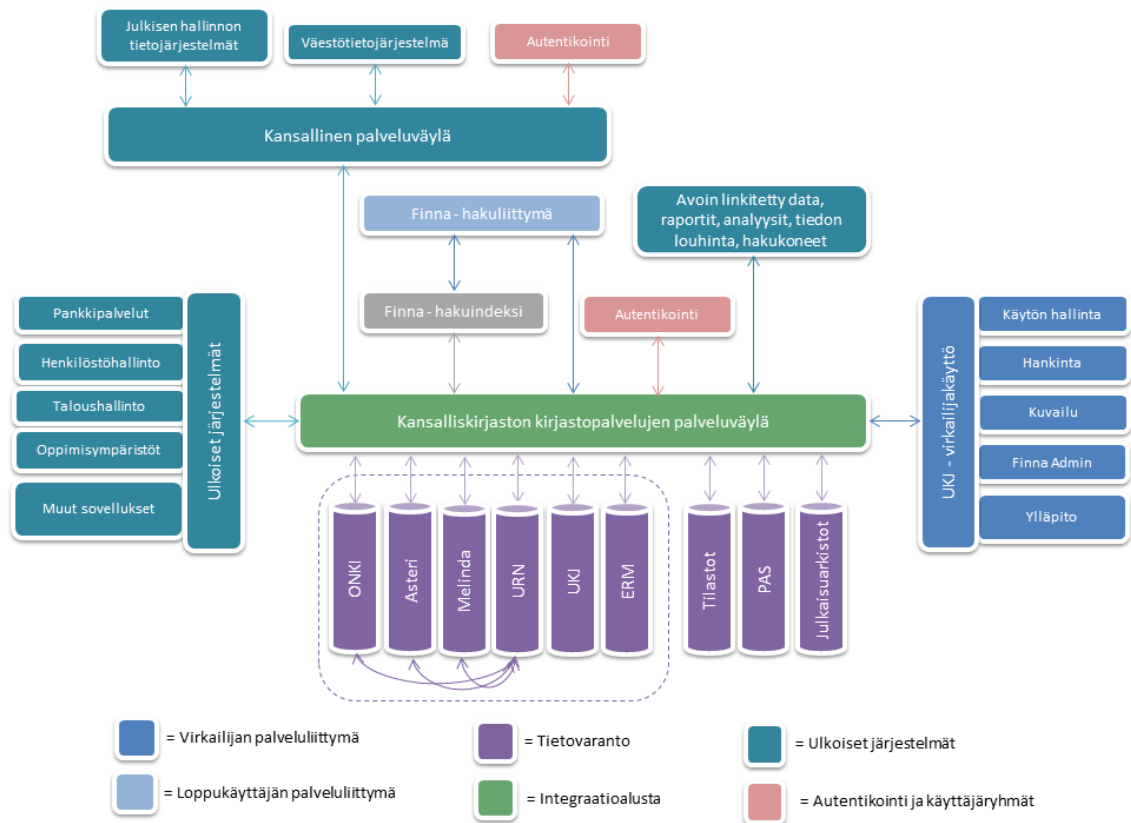 Julkisen hallinnon
tietojärjestelmät
Väestötietojärjestelmä
Autentikointi
Kansallinen palveluväylä
Finna - hakuliittymä
Avoin linkitetty data,
raportit, analyysit, tiedon
louhinta, hakukoneet
Finna - hakuindeksi
Autentikointi
Pankkipalvelut
Henkilöstöhallinto
Taloushallinto
Oppimisympäristöt
Muut sovellukset
Ulkoiset järjestelmät
Kansalliskirjaston kirjastopalvelujen palveluväylä
UKJ - virkailijakäyttö
Käytön hallinta
Hankinta
Kuvailu
Finna Admin
Ylläpito
ONKI
Asteri
Melinda
URN
UKJ
ERM
Tilastot
PAS
Julkaisuarkistot
= Virkailijan palveluliittymä
= Tietovaranto
= Ulkoiset järjestelmät
= Loppukäyttäjän palveluliittymä
= Integraatioalusta
= Autentikointi ja käyttäjäryhmät